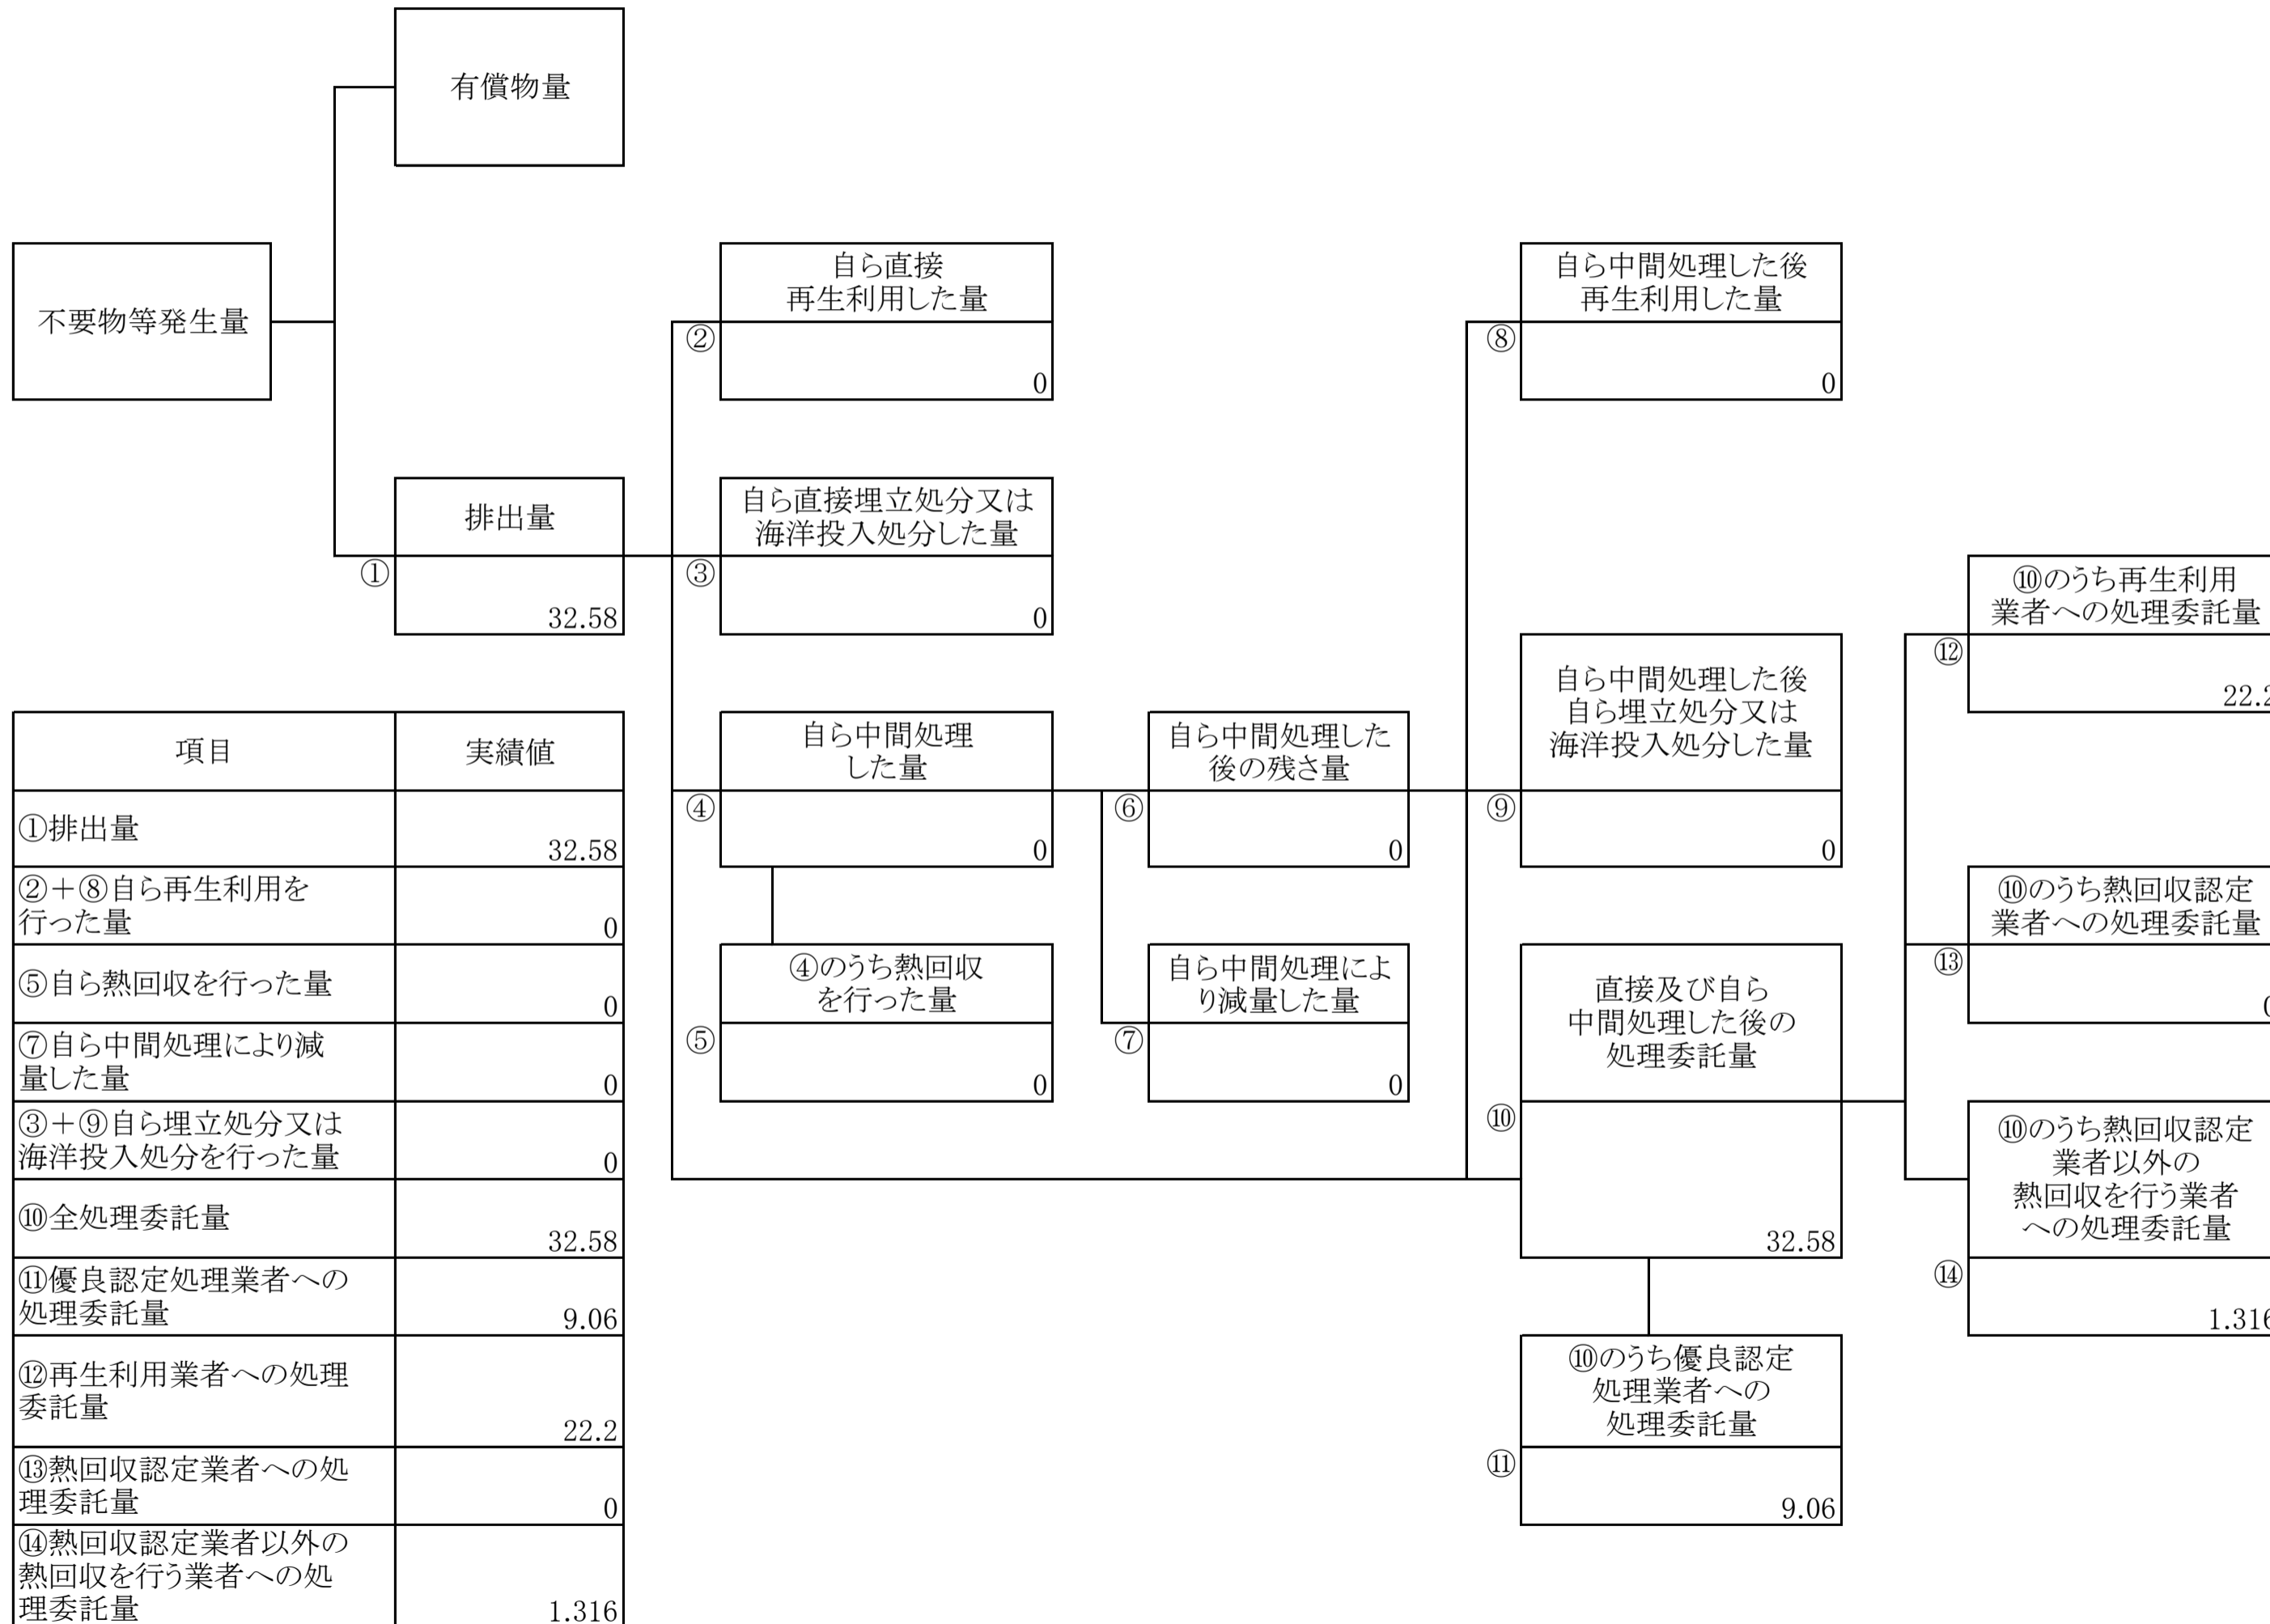 有償物量
不要物等発生量
自ら直接
再生利用した量
②
0
自ら中間処理した後
再生利用した量
⑧
0
排出量
①
32.58
自ら直接埋立処分又は
海洋投入処分した量
③
0
⑩のうち再生利用
業者への処理委託量
⑫
22.2
自ら中間処理
した量
④
0
自ら中間処理した
後の残さ量
⑥
0
自ら中間処理した後
自ら埋立処分又は
海洋投入処分した量
⑨
0
④のうち熱回収
を行った量
⑤
0
自ら中間処理によ
り減量した量
⑦
0
直接及び自ら
中間処理した後の
処理委託量
⑩
32.58
⑩のうち熱回収認定
業者への処理委託量
⑬
0
⑩のうち熱回収認定
業者以外の
熱回収を行う業者
への処理委託量
⑭
1.316
⑩のうち優良認定
処理業者への
処理委託量
⑪
9.06
項目 実績値
①排出量
32.58
②＋⑧自ら再生利用を
行った量
0
⑤自ら熱回収を行った量
0
⑦自ら中間処理により減
量した量
0
③＋⑨自ら埋立処分又は
海洋投入処分を行った量
0
⑩全処理委託量
32.58
⑪優良認定処理業者への
処理委託量
9.06
⑫再生利用業者への処理
委託量
22.2
⑬熱回収認定業者への処
理委託量
0
⑭熱回収認定業者以外の
熱回収を行う業者への処
理委託量
1.316